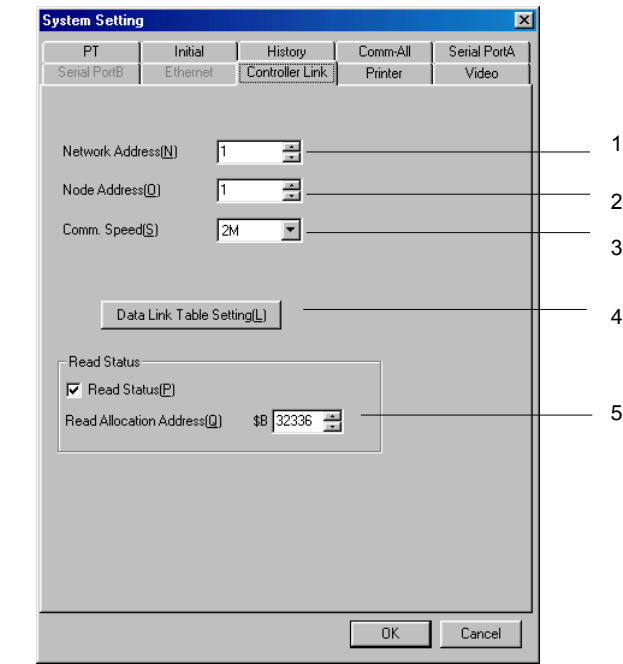 System Setting
PT Initial History Comm-All Serial PortA
Serial PortB Ethernet Controller Link Printer Video
Network Address(N) 1 1
Node Address(O) 1 2
Comm. Speed(S) 2M 3
Data Link Table Setting(L) 4
Read Status
Read Status(P)
Read Allocation Address(Q) $B 32336 5
OK Cancel